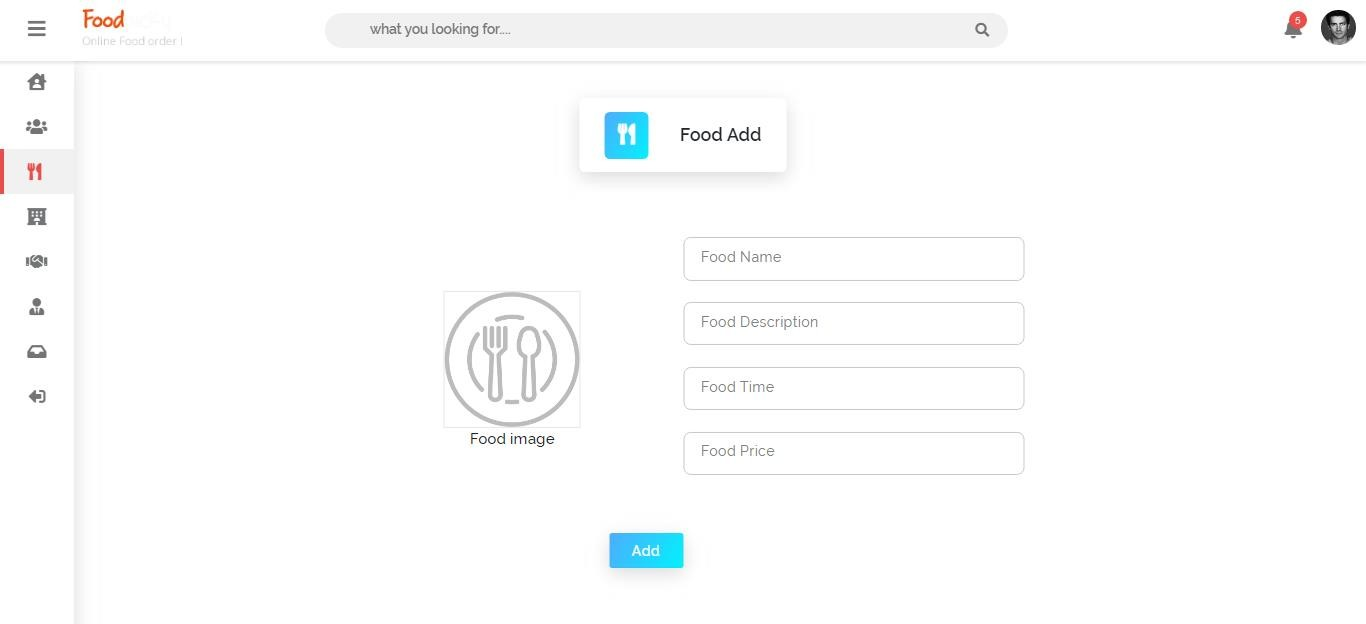 Food
what you looking for....
5
Online Food order |
Food Add
Food Name
Food Description
Food Time
Food Price
Food image
Add